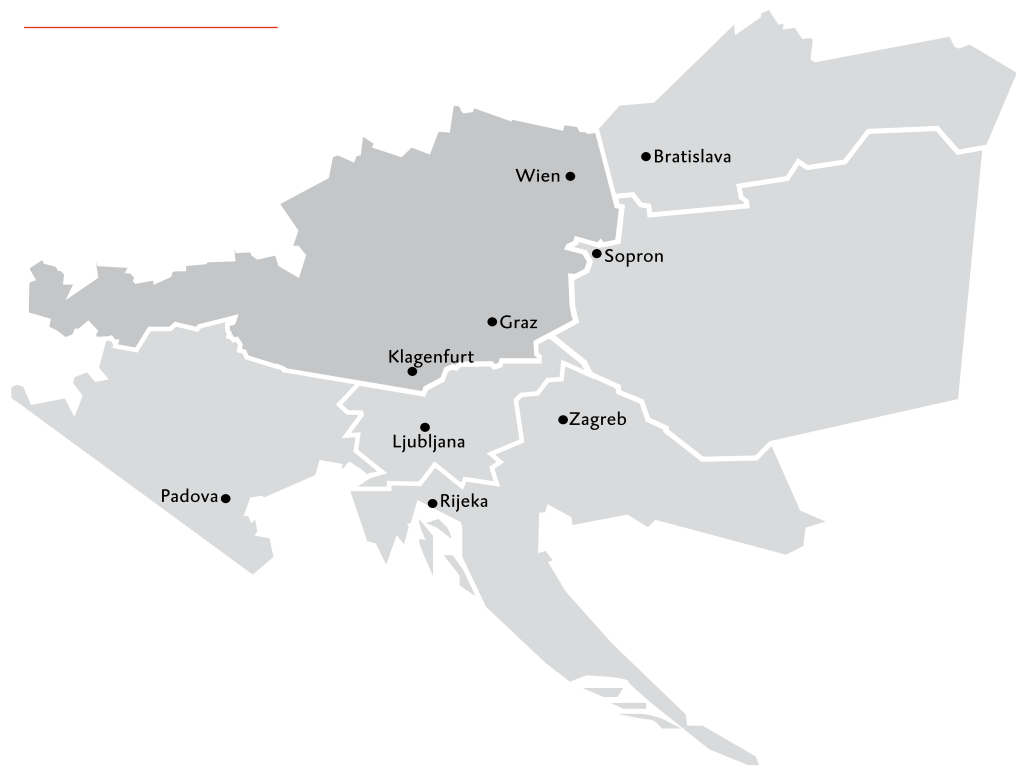 Bratislava
Wien
Sopron
Graz
Klagenfurt
Zagreb
Ljubljana
Padova
Rijeka